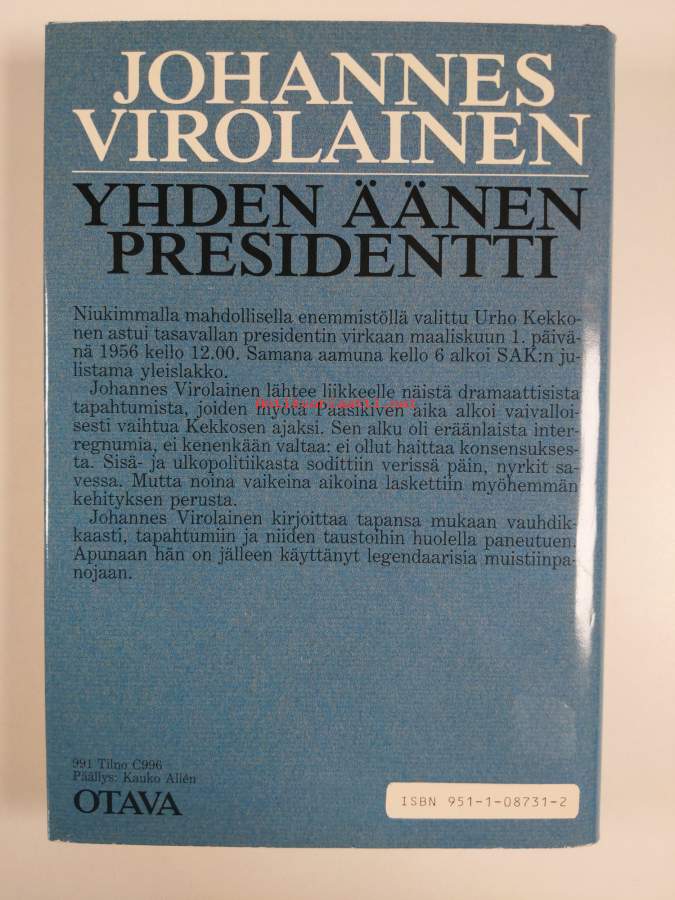 JOHANNES
VIROLAINEN
YHDEN ÄÄNEN
PRESIDENTTI
Niukimmalla mahdollisella enemmistöllä valittu Urho Kekko-
nen astui tasavallan presidentin virkaan maaliskuun 1. päivä-
nä 1956 kello 12.00. Samana aamuna kello 6 alkoi SAK:n ju-
listama yleislakko.
Johannes Virolainen lähtee liikkeelle näistä dramaattisista
tapahtumista, joiden myötä Paasikiven aika alkoi vaivalloi-
sesti vaihtua Kekkosen ajaksi. Sen alku oli eräänlaista inter-
regnumia, ei kenenkään valtaa: ei ollut haittaa konsensukses-
ta. Sisä- ja ulkopolitiikasta sodittiin verissä päin, nyrkit sa-
vessa. Mutta noina vaikeina aikoina laskettiin myöhemmän
kehityksen perusta.
Johannes Virolainen kirjoittaa tapansa mukaan vauhdik-
kaasti, tapahtumiin ja niiden taustoihin huolella paneutuen.
Apunaan hän on jälleen käyttänyt legendaarisia muistiinpa-
nojaan.
991 Tilno C996
Päällys: Kauko Allén
OTAVA
ISBN 951-1-08731-2